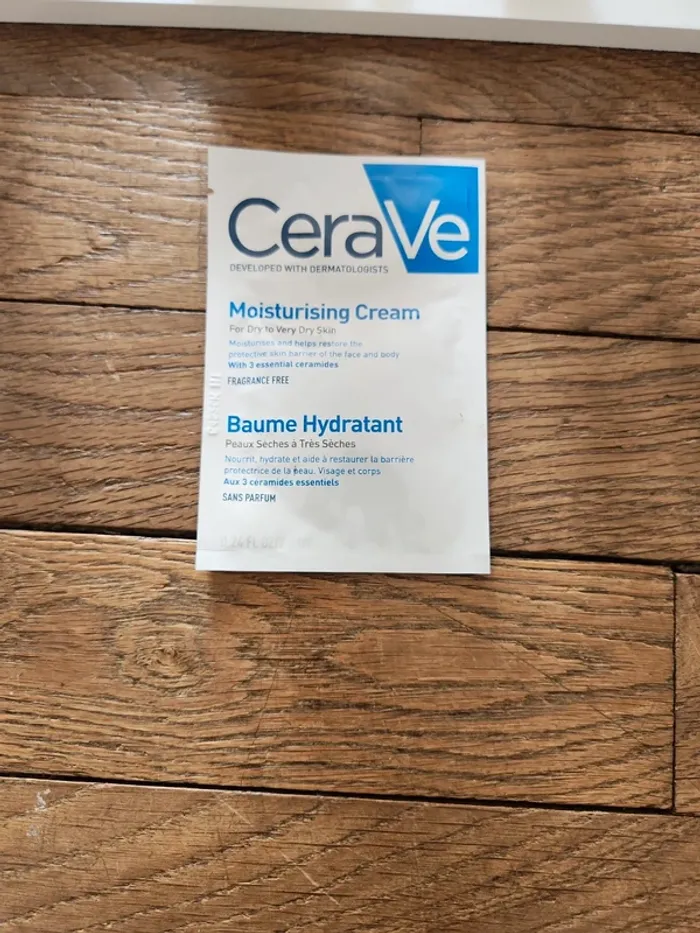 CeraVe
DEVELOPED WITH DERMATOLOGISTS
Moisturising Cream
For Dry to Very Dry Skin
Moisturises and helps restore the
protective skin barrier of the face and body
With 3 essential ceramides
FRAGRANCE FREE
Baume Hydratant
Peaux Sèches à Très Sèches
Nourrit, hydrate et aide à restaurer la barrière
protectrice de la peau. Visage et corps
Aux 3 céramides essentiels
SANS PARFUM